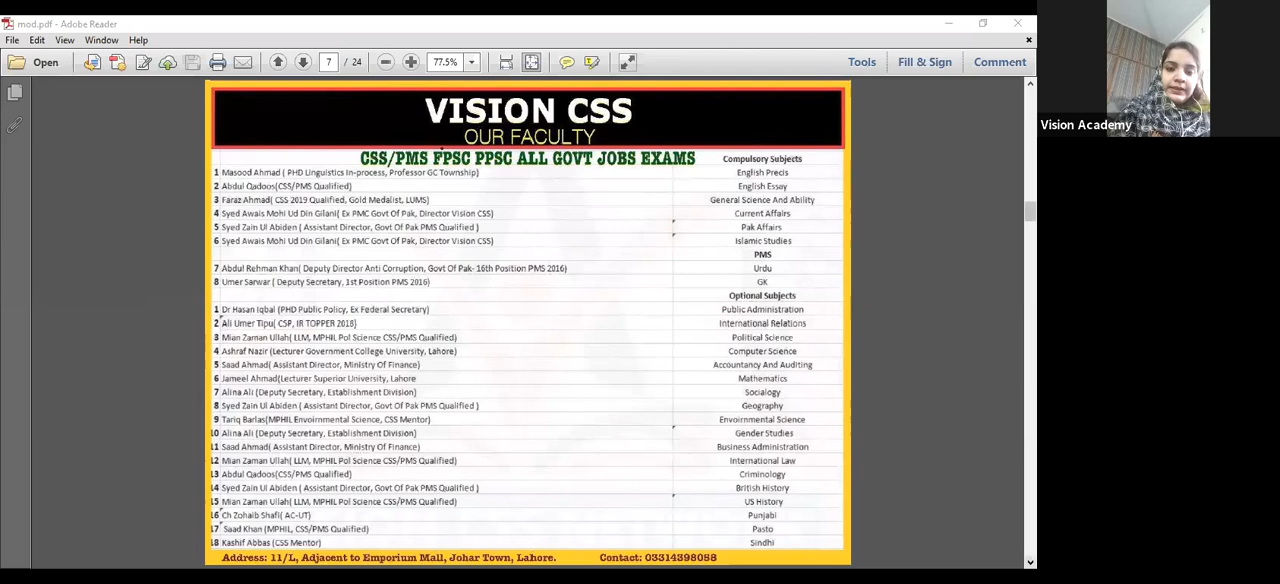 mod.pdf - Adobe Reader
File Edit View Window Help
Open 7 / 24 77.5% Tools Fill & Sign Comment
Vision Academy
VISION CSS
OUR FACULTY
CSS/PMS FPSC PPSC ALL GOVT JOBS EXAMS Compulsory Subjects
1 Masood Ahmad ( PHD Linguistics In-process, Professor GC Township) English Precis
2 Abdul Qadoos(CSS/PMS Qualified) English Essay
3 Faraz Ahmad( CSS 2019 Qualified, Gold Medalist, LUMS) General Science And Ability
4 Syed Awais Mohi Ud Din Gilani( Ex PMC Govt Of Pak, Director Vision CSS) Current Affairs
5 Syed Zain Ul Abiden ( Assistant Director, Govt Of Pak PMS Qualified ) Pak Affairs
6 Syed Awais Mohi Ud Din Gilani( Ex PMC Govt Of Pak, Director Vision CSS) Islamic Studies
PMS
7 Abdul Rehman Khan( Deputy Director Anti Corruption, Govt Of Pak- 16th Position PMS 2016) Urdu
8 Umer Sarwar ( Deputy Secretary, 1st Position PMS 2016) GK
Optional Subjects
1 Dr Hasan Iqbal (PHD Public Policy, Ex Federal Secretary) Public Administration
2 Ali Umer Tipu( CSP, IR TOPPER 2018) International Relations
3 Mian Zaman Ullah( LLM, MPHIL Pol Science CSS/PMS Qualified) Political Science
4 Ashraf Nazir (Lecturer Government College University, Lahore) Computer Science
5 Saad Ahmad( Assistant Director, Ministry Of Finance) Accountancy And Auditing
6 Jameel Ahmad(Lecturer Superior University, Lahore Mathematics
7 Alina Ali (Deputy Secretary, Establishment Division) Socialogy
8 Syed Zain Ul Abiden ( Assistant Director, Govt Of Pak PMS Qualified ) Geography
9 Tariq Barlas(MPHIL Envoirnmental Science, CSS Mentor) Envoirnmental Science
10 Alina Ali (Deputy Secretary, Establishment Division) Gender Studies
11 Saad Ahmad( Assistant Director, Ministry Of Finance) Business Administration
12 Mian Zaman Ullah( LLM, MPHIL Pol Science CSS/PMS Qualified) International Law
13 Abdul Qadoos(CSS/PMS Qualified) Criminology
14 Syed Zain Ul Abiden ( Assistant Director, Govt Of Pak PMS Qualified ) British History
15 Mian Zaman Ullah( LLM, MPHIL Pol Science CSS/PMS Qualified) US History
16 Ch Zohaib Shafi( AC-UT) Punjabi
17 Saad Khan (MPHIL, CSS/PMS Qualified) Pasto
18 Kashif Abbas (CSS Mentor) Sindhi
Address: 11/L, Adjacent to Emporium Mall, Johar Town, Lahore. Contact: 03314398058